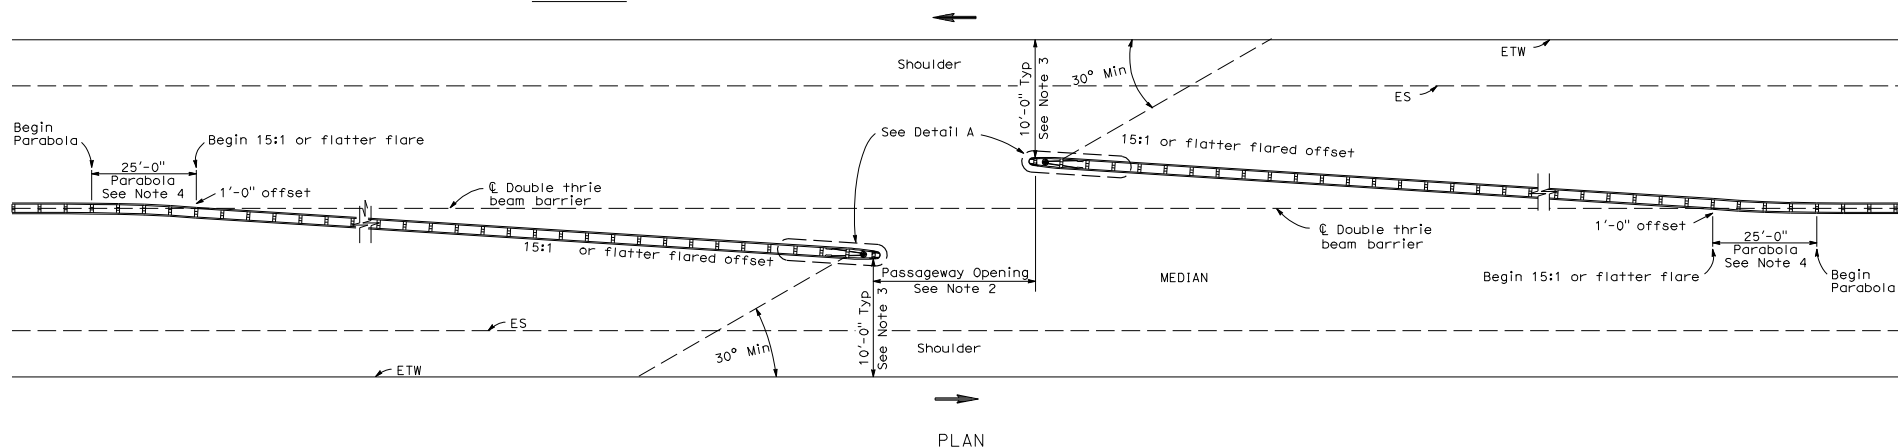 ETW
Shoulder
10'-0" Typ
See Note 3
30° Min
ES
Begin
Parabola
Begin 15:1 or flatter flare
See Detail A
15:1 or flatter flared offset
25'-0"
Parabola
See Note 4
1'-0" offset
℄ Double thrie
beam barrier
℄ Double thrie
beam barrier
1'-0" offset
25'-0"
Parabola
See Note 4
15:1 or flatter flared offset
Passageway Opening
See Note 2
MEDIAN
Begin 15:1 or flatter flare
Begin
Parabola
10'-0" Typ
See Note 3
ES
30° Min
Shoulder
ETW
PLAN